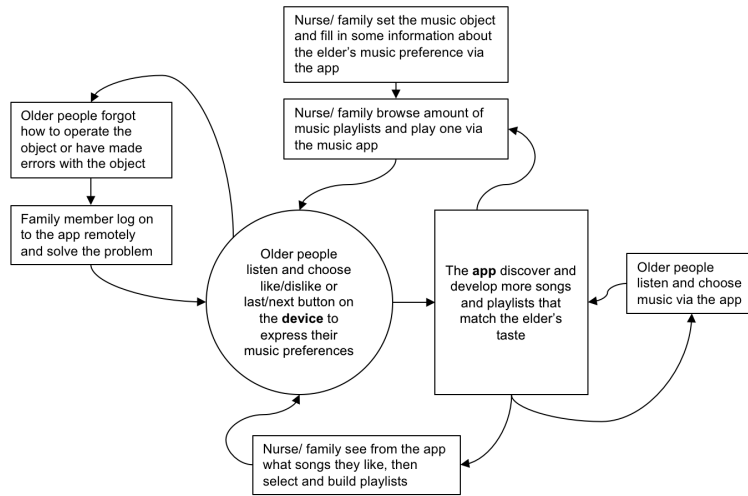 Nurse/ family set the music object
and fill in some information about
the elder's music preference via
the app
Nurse/ family browse amount of
music playlists and play one via
the music app
Older people forgot
how to operate the
object or have made
errors with the object
Family member log on
to the app remotely
and solve the problem
Older people
listen and choose
like/dislike or
last/next button on
the device to
express their
music preferences
The app discover and
develop more songs
and playlists that
match the elder's
taste
Older people
listen and choose
music via the app
Nurse/ family see from the app
what songs they like, then
select and build playlists